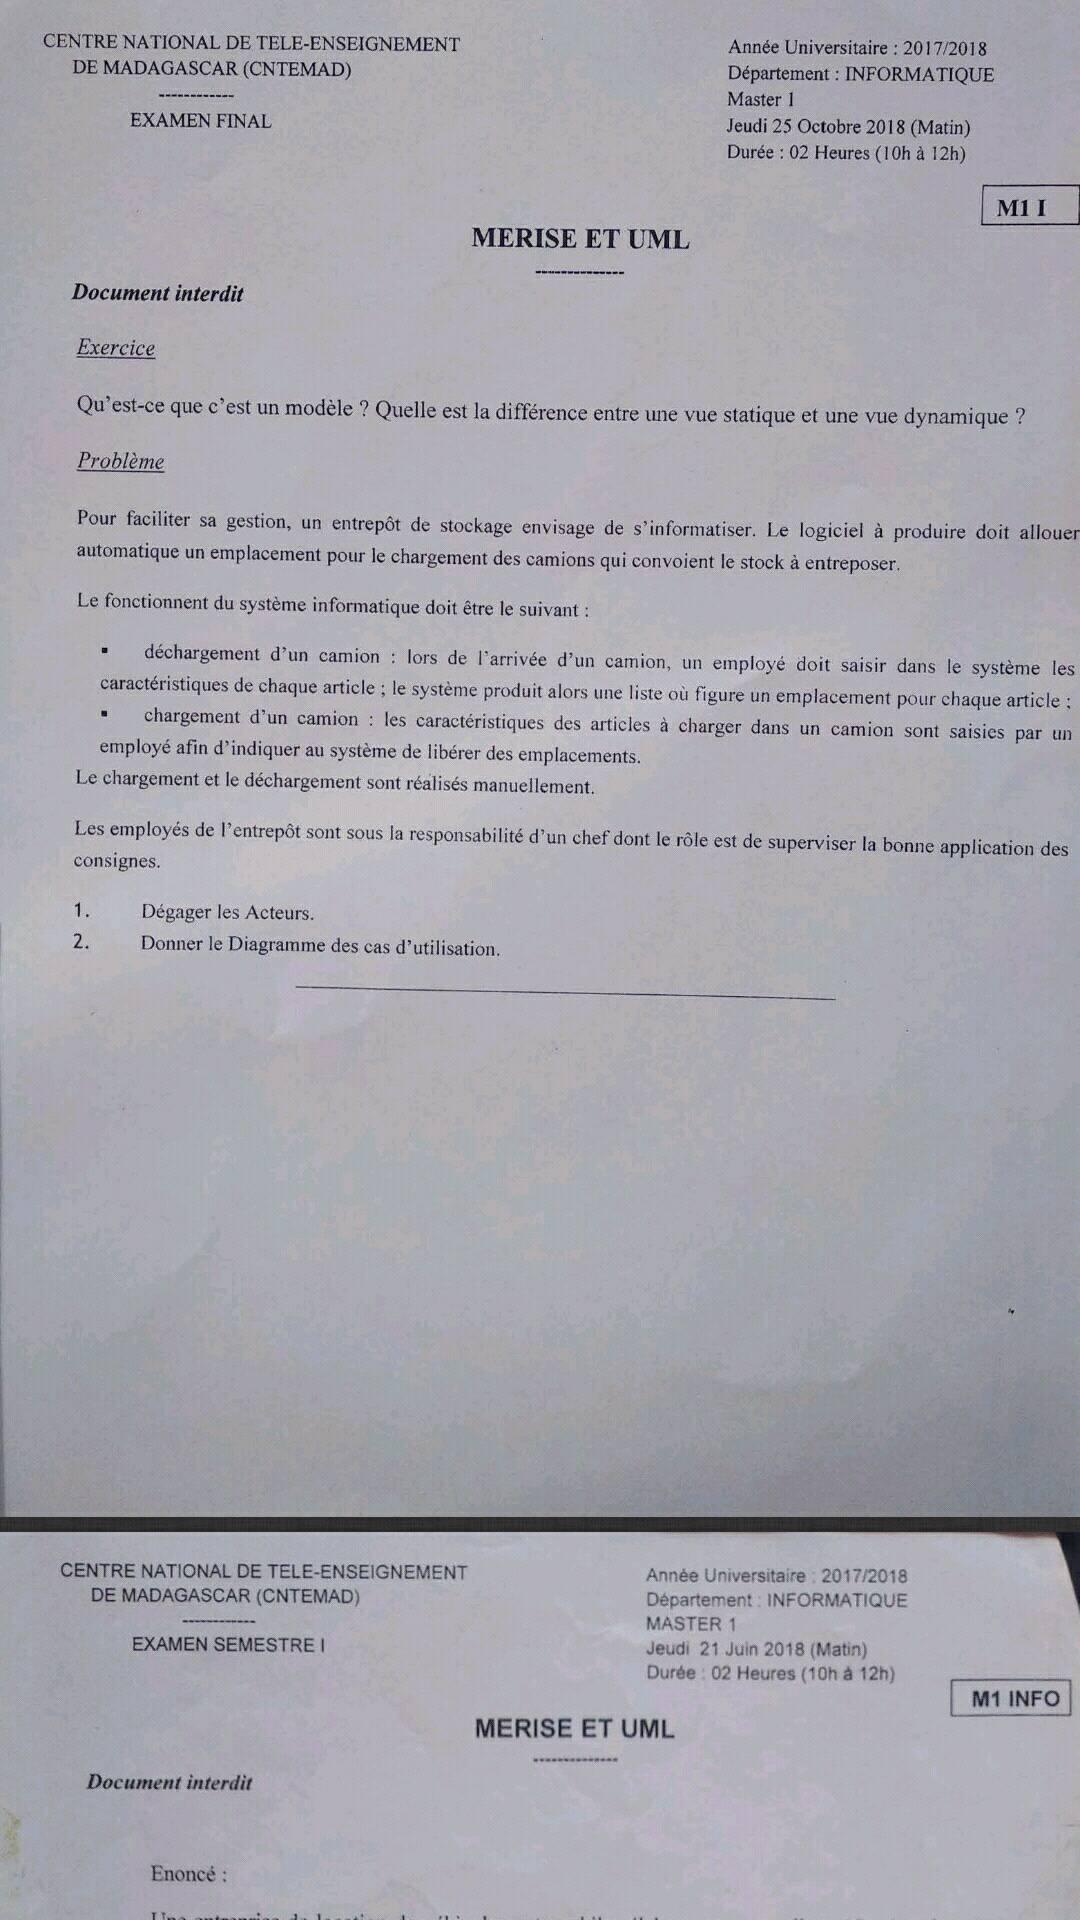 CENTRE NATIONAL DE TELE-ENSEIGNEMENT
DE MADAGASCAR (CNTEMAD)
------------
EXAMEN FINAL
Année Universitaire : 2017/2018
Département : INFORMATIQUE
Master 1
Jeudi 25 Octobre 2018 (Matin)
Durée : 02 Heures (10h à 12h)
M1 I
MERISE ET UML
--------------
Document interdit
Exercice
Qu'est-ce que c'est un modèle ? Quelle est la différence entre une vue statique et une vue dynamique ?
Problème
Pour faciliter sa gestion, un entrepôt de stockage envisage de s'informatiser. Le logiciel à produire doit allouer
automatique un emplacement pour le chargement des camions qui convoient le stock à entreposer.
Le fonctionnent du système informatique doit être le suivant :
▪ déchargement d'un camion : lors de l'arrivée d'un camion, un employé doit saisir dans le système les
caractéristiques de chaque article ; le système produit alors une liste où figure un emplacement pour chaque article ;
▪ chargement d'un camion : les caractéristiques des articles à charger dans un camion sont saisies par un
employé afin d'indiquer au système de libérer des emplacements.
Le chargement et le déchargement sont réalisés manuellement.
Les employés de l'entrepôt sont sous la responsabilité d'un chef dont le rôle est de superviser la bonne application des
consignes.
1. Dégager les Acteurs.
2. Donner le Diagramme des cas d'utilisation.
CENTRE NATIONAL DE TELE-ENSEIGNEMENT
DE MADAGASCAR (CNTEMAD)
------------
EXAMEN SEMESTRE I
Année Universitaire : 2017/2018
Département : INFORMATIQUE
MASTER 1
Jeudi 21 Juin 2018 (Matin)
Durée : 02 Heures (10h à 12h)
M1 INFO
MERISE ET UML
--------------
Document interdit
Enoncé :